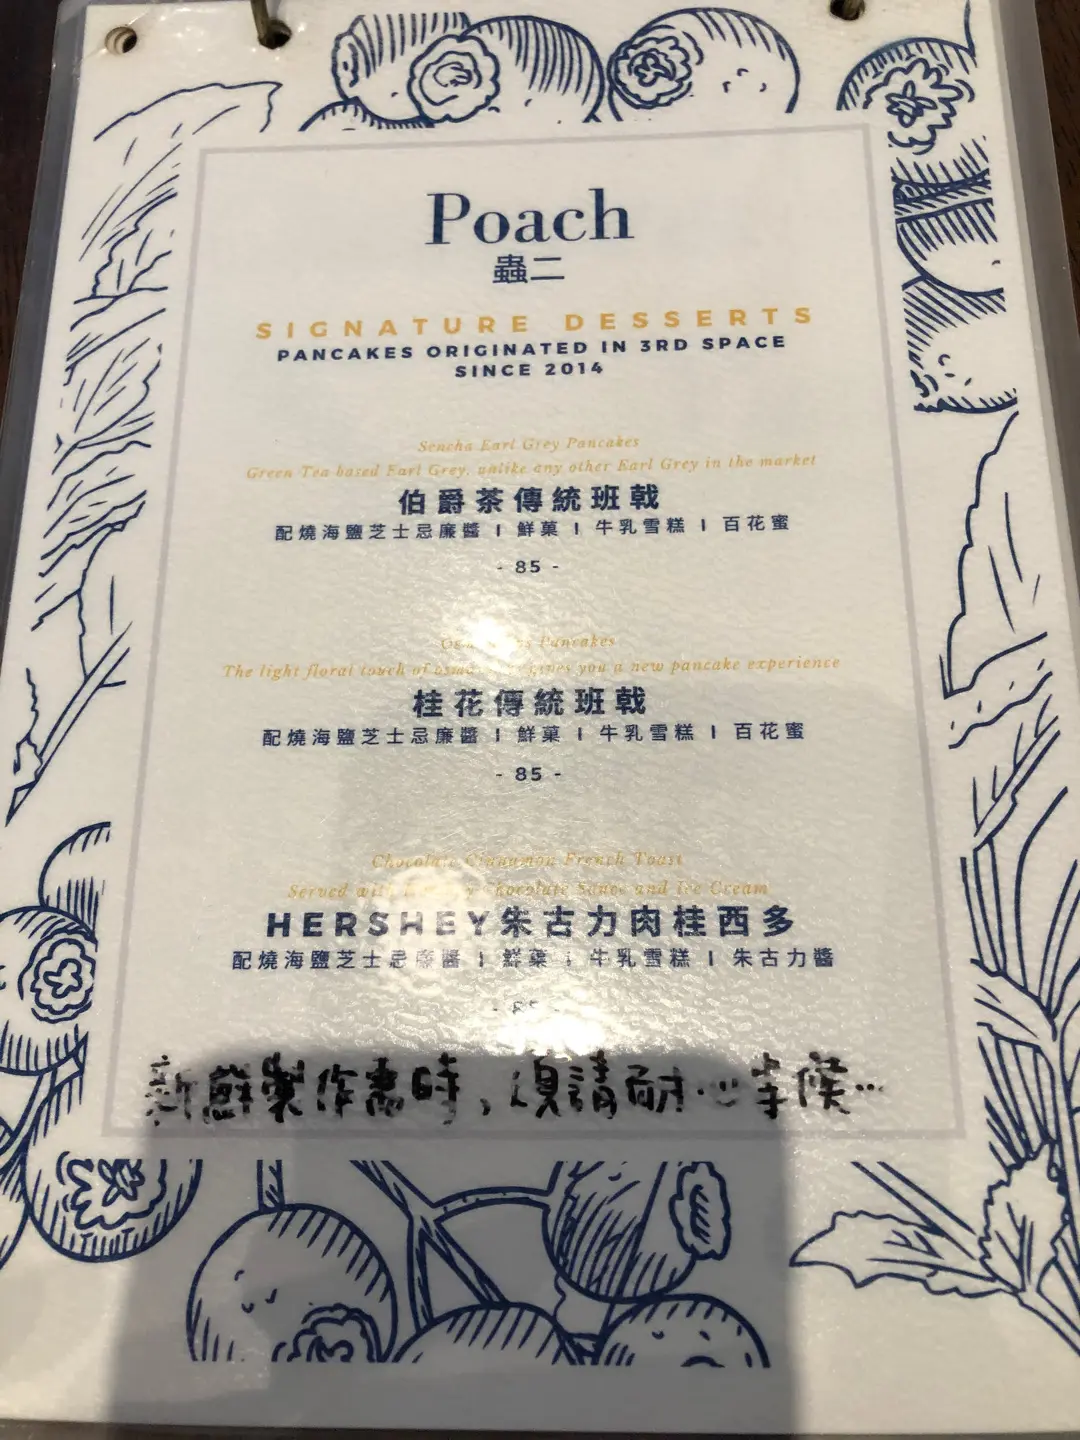 Poach
蟲二
SIGNATURE DESSERTS
PANCAKES ORIGINATED IN 3RD SPACE
SINCE 2014
Sencha Earl Grey Pancakes
Green Tea based Earl Grey, unlike any other Earl Grey in the market
伯爵茶傳統班戟
配燒海鹽芝士忌廉醬 I 鮮菓 I 牛乳雪糕 I 百花蜜
- 85 -
Pancakes
The light floral touch of you a new pancake experience
桂花傳統班戟
配燒海鹽芝士忌廉醬 I 鮮菓 I 牛乳雪糕 I 百花蜜
- 85 -
Chocolate Cinnamon French Toast
Served with Chocolate Sauce and Ice Cream
HERSHEY朱古力肉桂西多
配燒海鹽芝士忌廉醬 I 鮮菓 I 牛乳雪糕 I 朱古力醬
- 85 -
新鮮製作需時，煩請耐心等候...